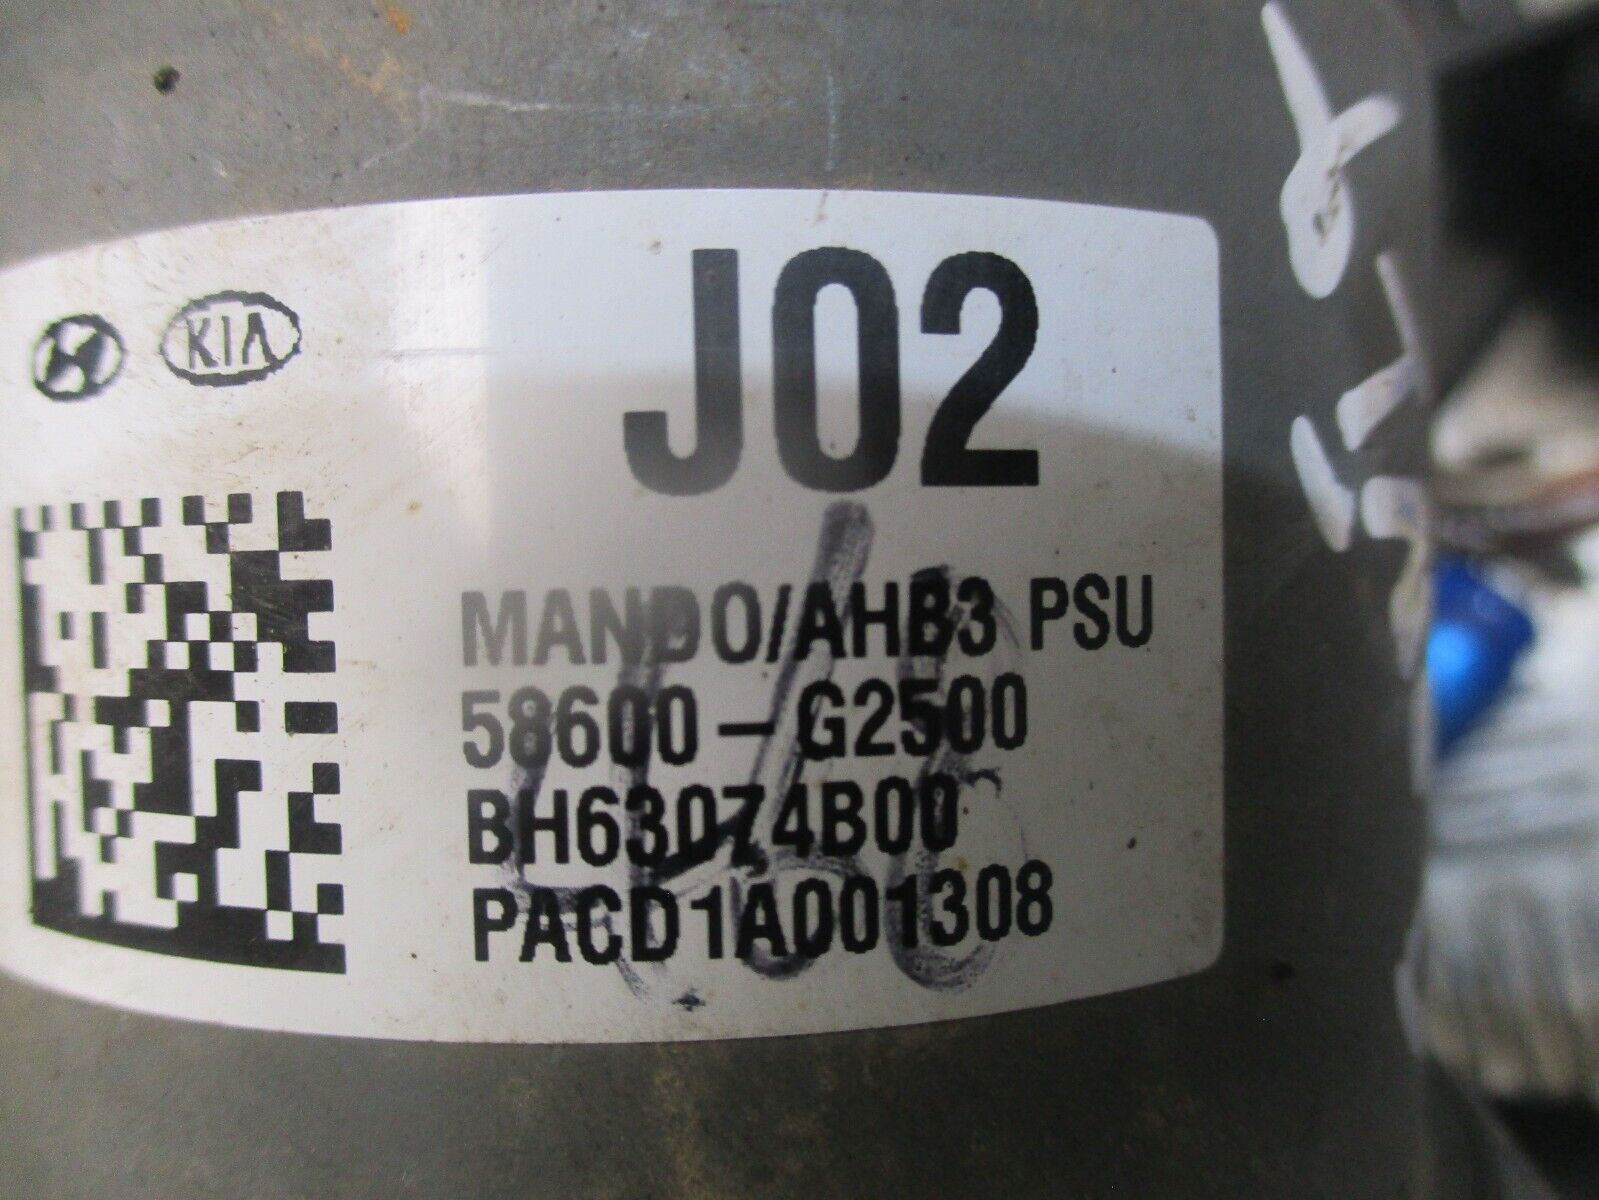 KIA
J02
MANDO/AHB3 PSU
58600-G2500
BH63074B00
PACD1A001308